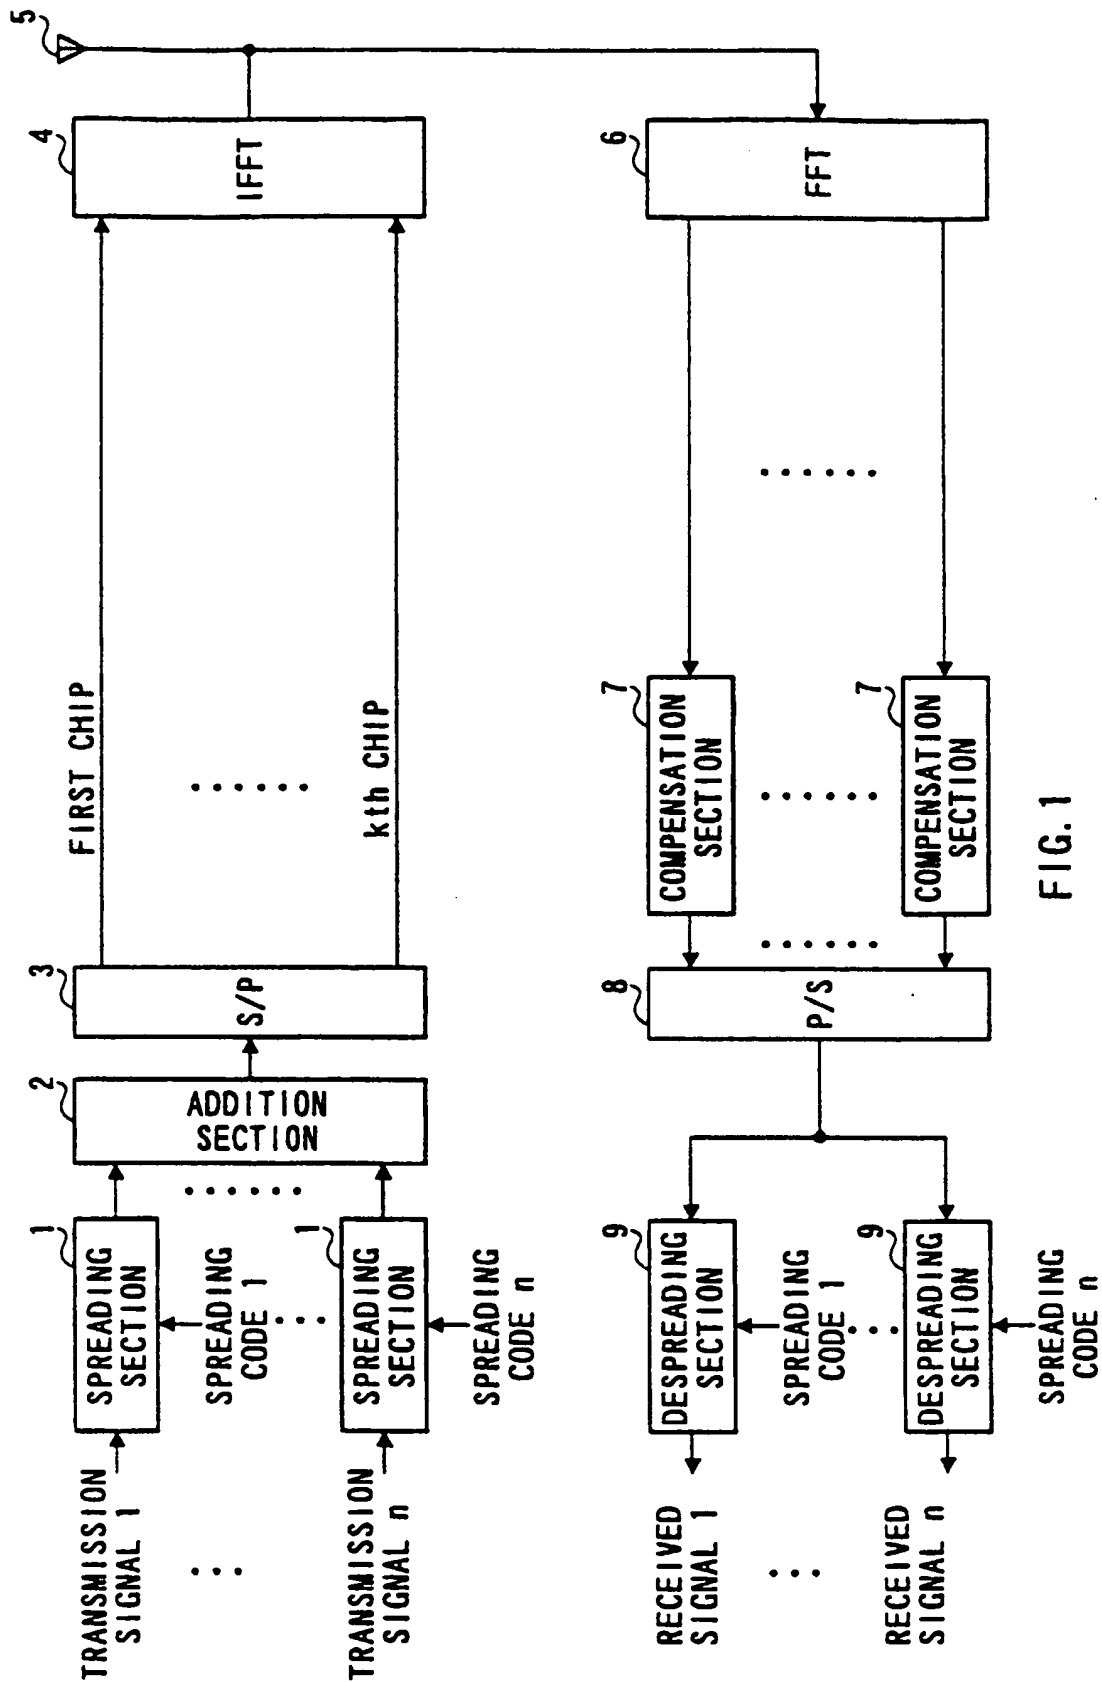 TRANSMISSION
SIGNAL 1
1
SPREADING
SECTION
SPREADING
CODE 1
TRANSMISSION
SIGNAL n
1
SPREADING
SECTION
SPREADING
CODE n
2
ADDITION
SECTION
3
S/P
FIRST CHIP
kth CHIP
4
IFFT
5
RECEIVED
SIGNAL 1
9
DESPREADING
SECTION
SPREADING
CODE 1
RECEIVED
SIGNAL n
9
DESPREADING
SECTION
SPREADING
CODE n
8
P/S
7
COMPENSATION
SECTION
7
COMPENSATION
SECTION
6
FFT
FIG. 1